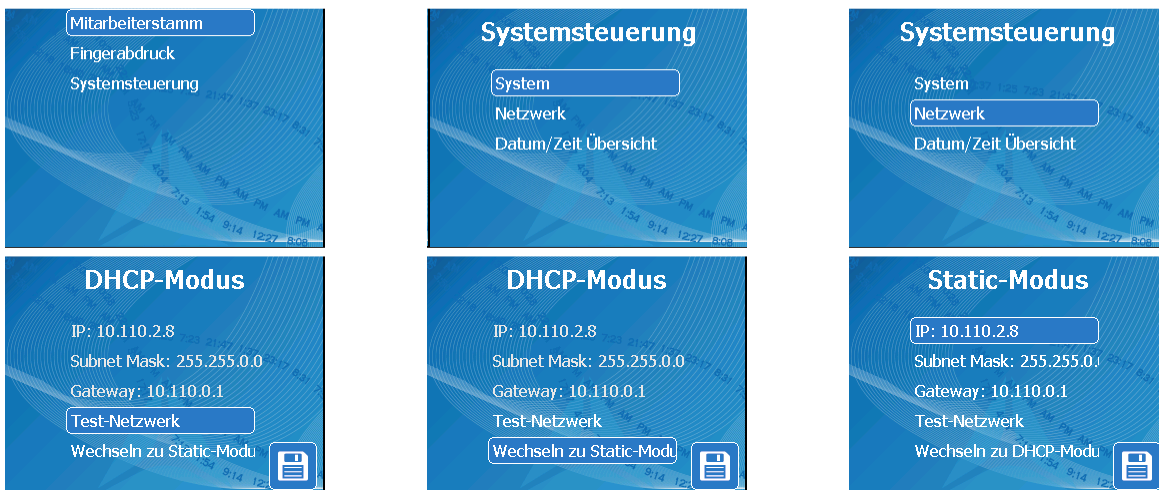 Mitarbeiterstamm
Fingerabdruck
Systemsteuerung
Systemsteuerung
System
Netzwerk
Datum/Zeit Übersicht
Systemsteuerung
System
Netzwerk
Datum/Zeit Übersicht
DHCP-Modus
IP: 10.110.2.8
Subnet Mask: 255.255.0.0
Gateway: 10.110.0.1
Test-Netzwerk
Wechseln zu Static-Modu
DHCP-Modus
IP: 10.110.2.8
Subnet Mask: 255.255.0.0
Gateway: 10.110.0.1
Test-Netzwerk
Wechseln zu Static-Modu
Static-Modus
IP: 10.110.2.8
Subnet Mask: 255.255.0.
Gateway: 10.110.0.1
Test-Netzwerk
Wechseln zu DHCP-Modu